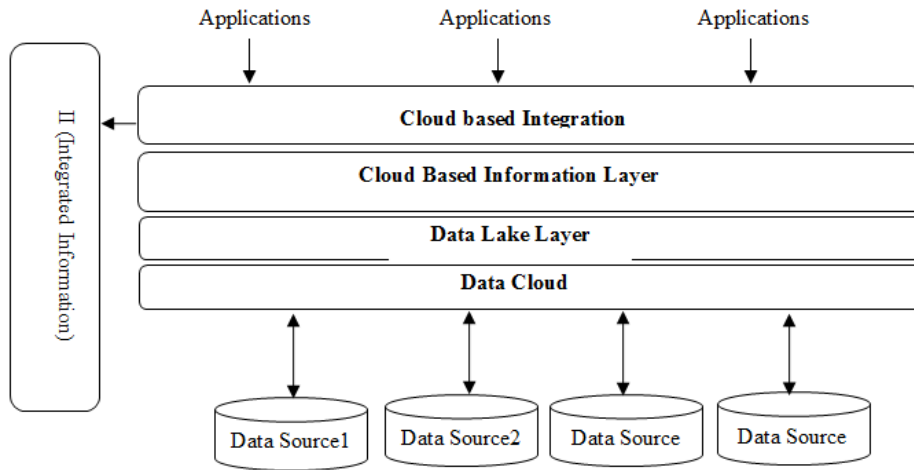 Applications
Applications
Applications
II (Integrated Information)
Cloud based Integration
Cloud Based Information Layer
Data Lake Layer
Data Cloud
Data Source1
Data Source2
Data Source
Data Source